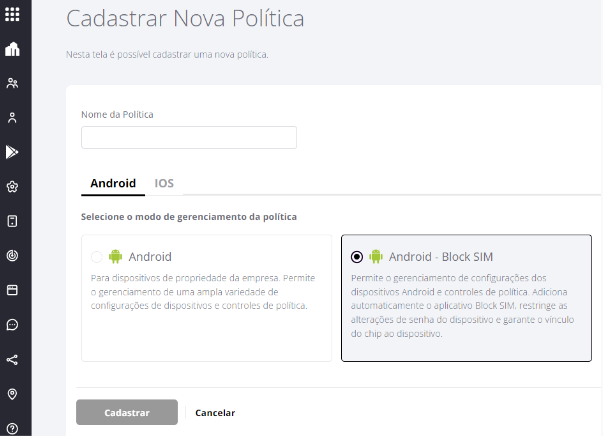 Cadastrar Nova Política
Nesta tela é possível cadastrar uma nova política.
Nome da Política
Android IOS
Selecione o modo de gerenciamento da política
Android
Para dispositivos de propriedade da empresa. Permite
o gerenciamento de uma ampla variedade de
configurações de dispositivos e controles de política.
Android - Block SIM
Permite o gerenciamento de configurações dos
dispositivos Android e controles de política. Adiciona
automaticamente o aplicativo Block SIM, restringe as
alterações de senha do dispositivo e garante o vínculo
do chip ao dispositivo.
Cadastrar Cancelar